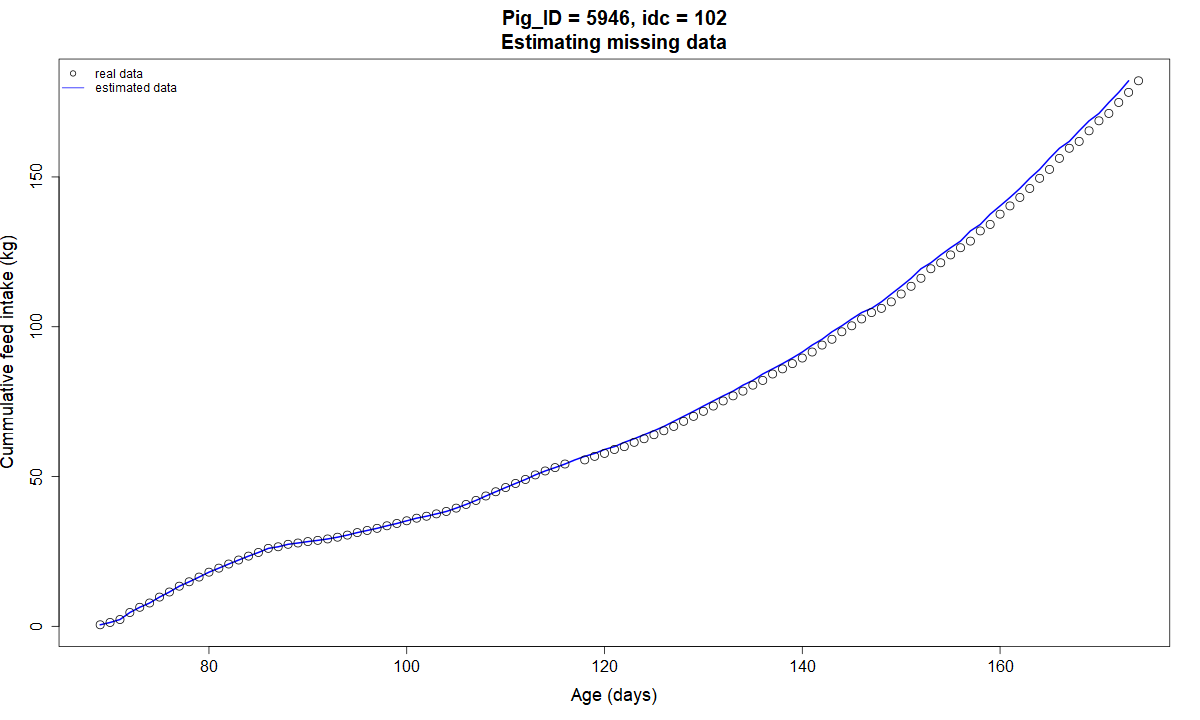 Pig_ID = 5946, idc = 102
Estimating missing data
real data
estimated data
Cummulative feed intake (kg)
150
100
50
0
80
100
120
140
160
Age (days)